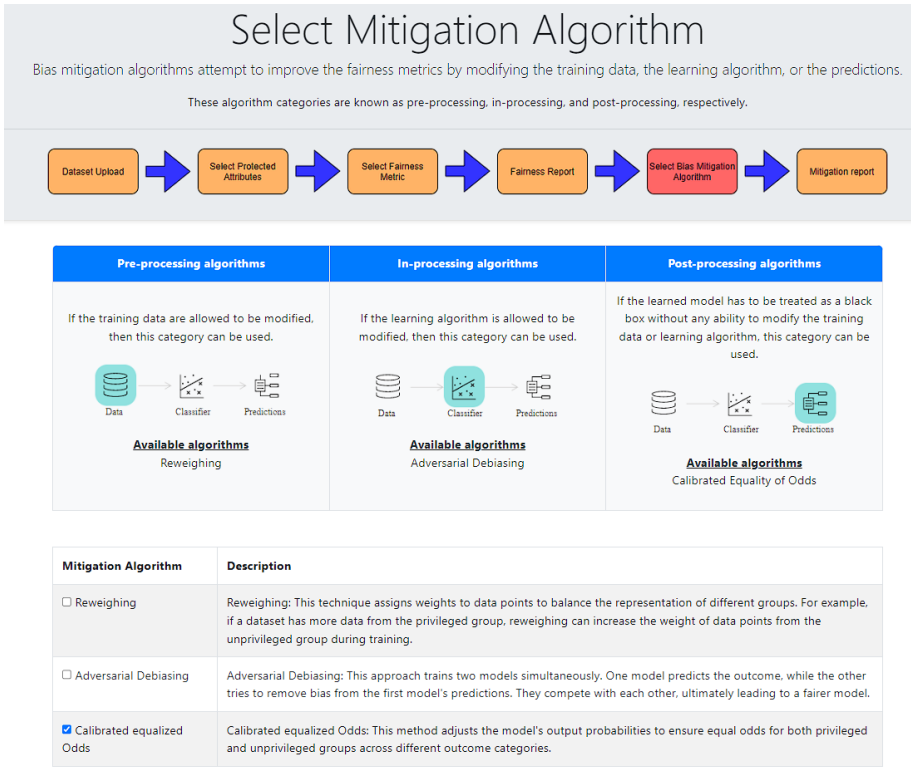 Select Mitigation Algorithm
Bias mitigation algorithms attempt to improve the fairness metrics by modifying the training data, the learning algorithm, or the predictions.
These algorithm categories are known as pre-processing, in-processing, and post-processing, respectively.
Dataset Upload
Select Protected
Attributes
Select Fairness
Metric
Fairness Report
Select Bias Mitigation
Algorithm
Mitigation report
Pre-processing algorithms
If the training data are allowed to be modified,
then this category can be used.
Data
Classifier
Predictions
Available algorithms
Reweighing
In-processing algorithms
If the learning algorithm is allowed to be
modified, then this category can be used.
Data
Classifier
Predictions
Available algorithms
Adversarial Debiasing
Post-processing algorithms
If the learned model has to be treated as a black
box without any ability to modify the training
data or learning algorithm, this category can be
used.
Data
Classifier
Predictions
Available algorithms
Calibrated Equality of Odds
Mitigation Algorithm
Description
Reweighing
Reweighing: This technique assigns weights to data points to balance the representation of different groups. For example,
if a dataset has more data from the privileged group, reweighing can increase the weight of data points from the
unprivileged group during training.
Adversarial Debiasing
Adversarial Debiasing: This approach trains two models simultaneously. One model predicts the outcome, while the other
tries to remove bias from the first model's predictions. They compete with each other, ultimately leading to a fairer model.
Calibrated equalized
Odds
Calibrated equalized Odds: This method adjusts the model's output probabilities to ensure equal odds for both privileged
and unprivileged groups across different outcome categories.